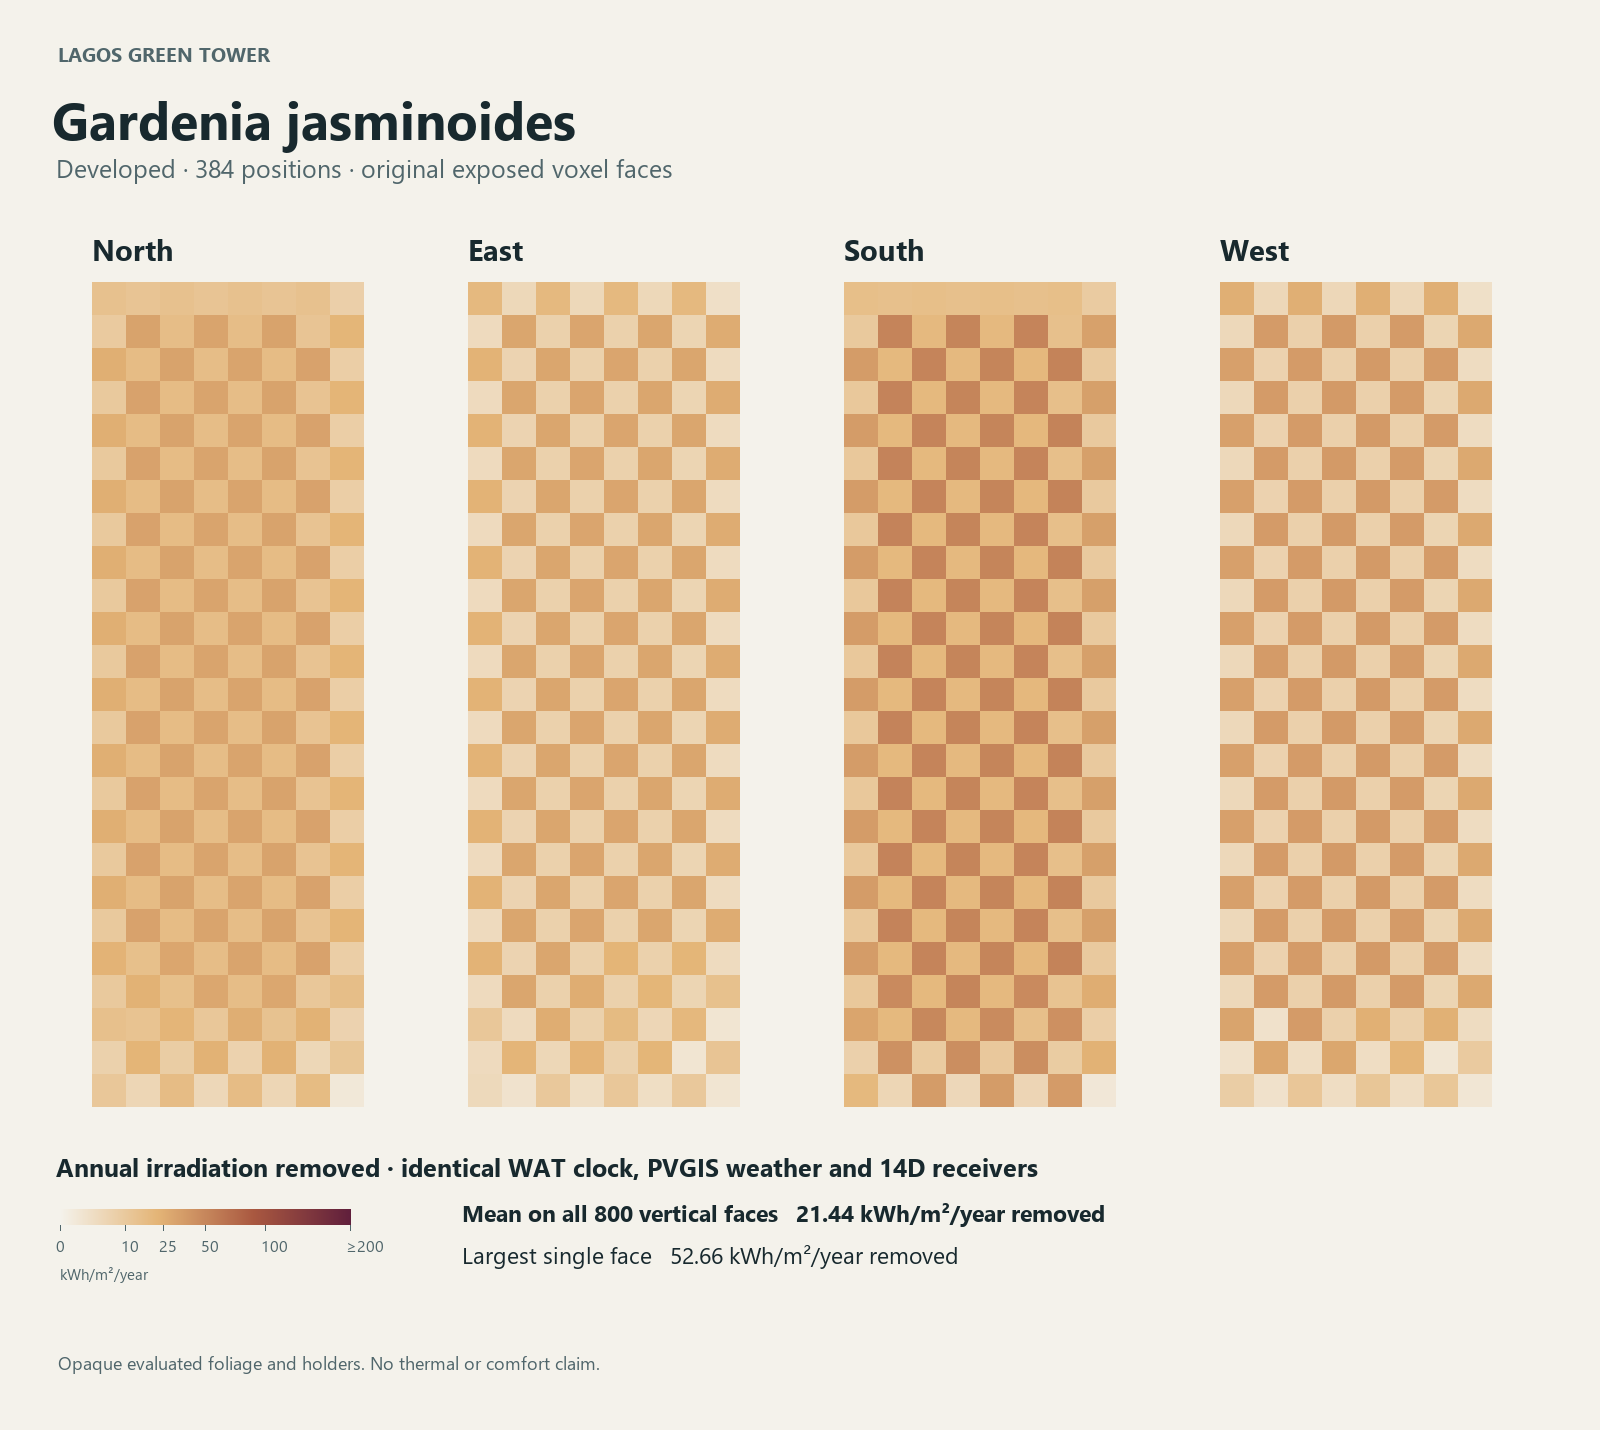 LAGOS GREEN TOWER
Gardenia jasminoides
Developed · 384 positions · original exposed voxel faces
North East South West
Annual irradiation removed · identical WAT clock, PVGIS weather and 14D receivers
Mean on all 800 vertical faces 21.44 kWh/m²/year removed
0 10 25 50 100 ≥200
Largest single face 52.66 kWh/m²/year removed
kWh/m²/year
Opaque evaluated foliage and holders. No thermal or comfort claim.